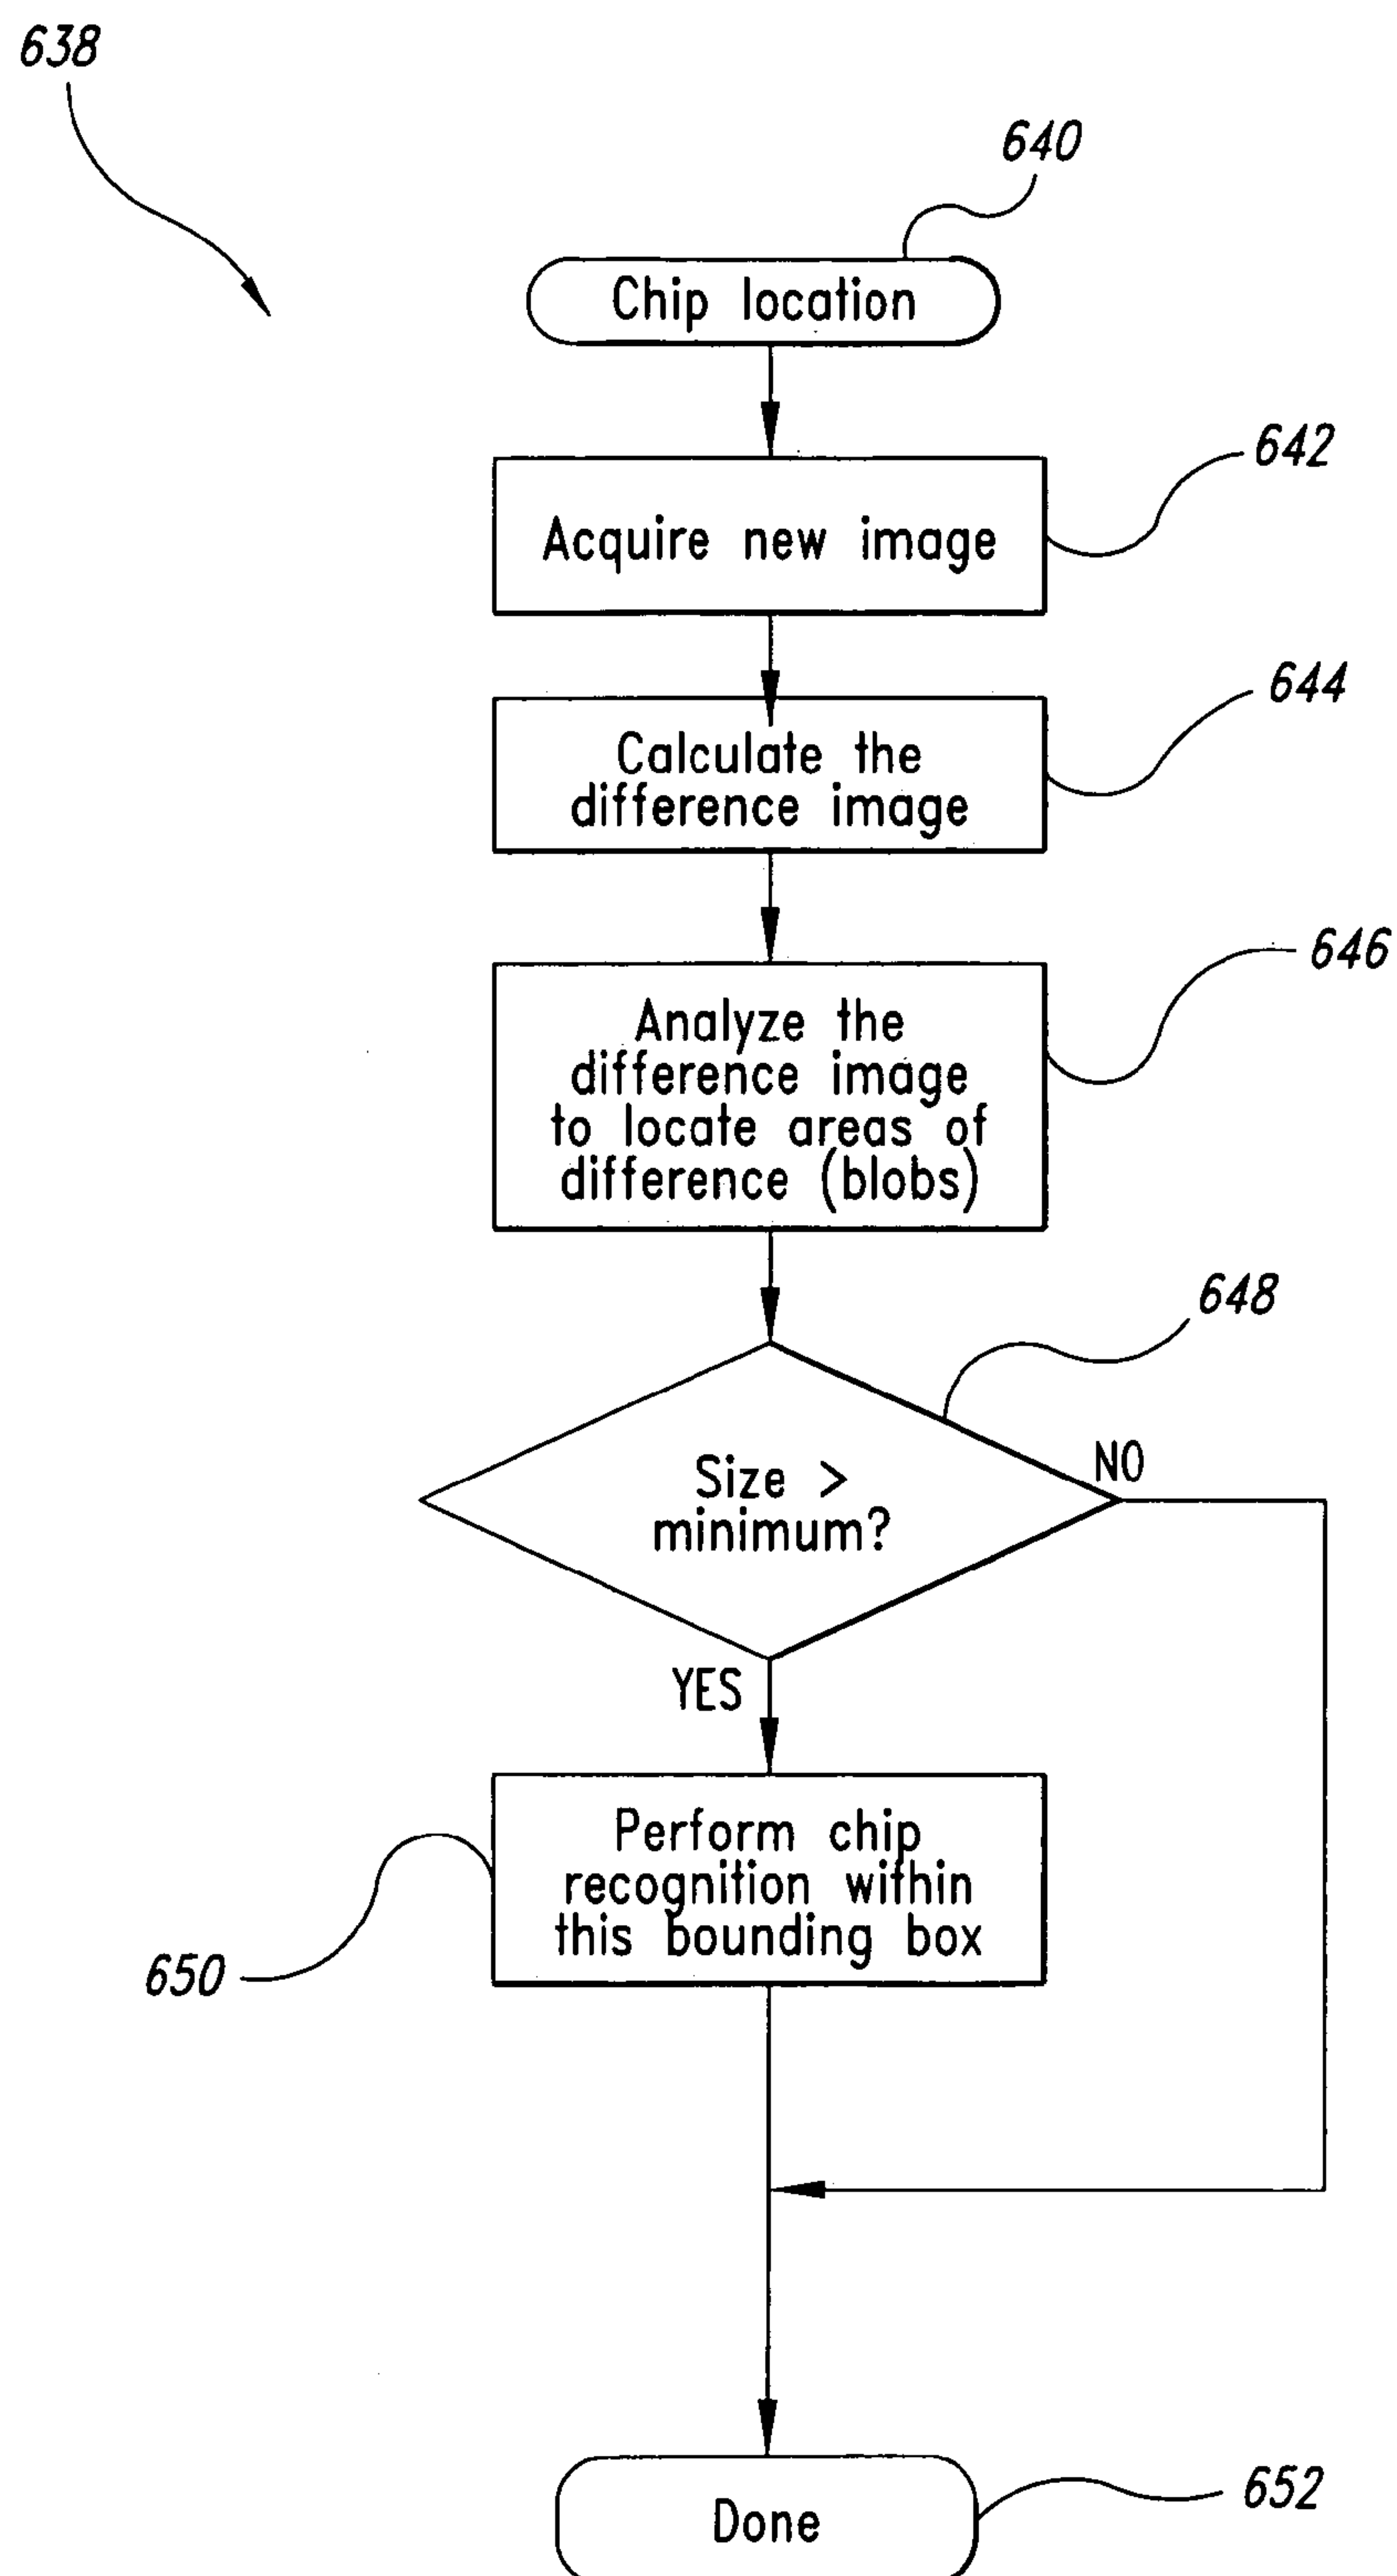 638
640
Chip location
642
Acquire new image
644
Calculate the
difference image
646
Analyze the
difference image
to locate areas of
difference (blobs)
648
NO
Size >
minimum?
YES
Perform chip
recognition within
this bounding box
650
652
Done